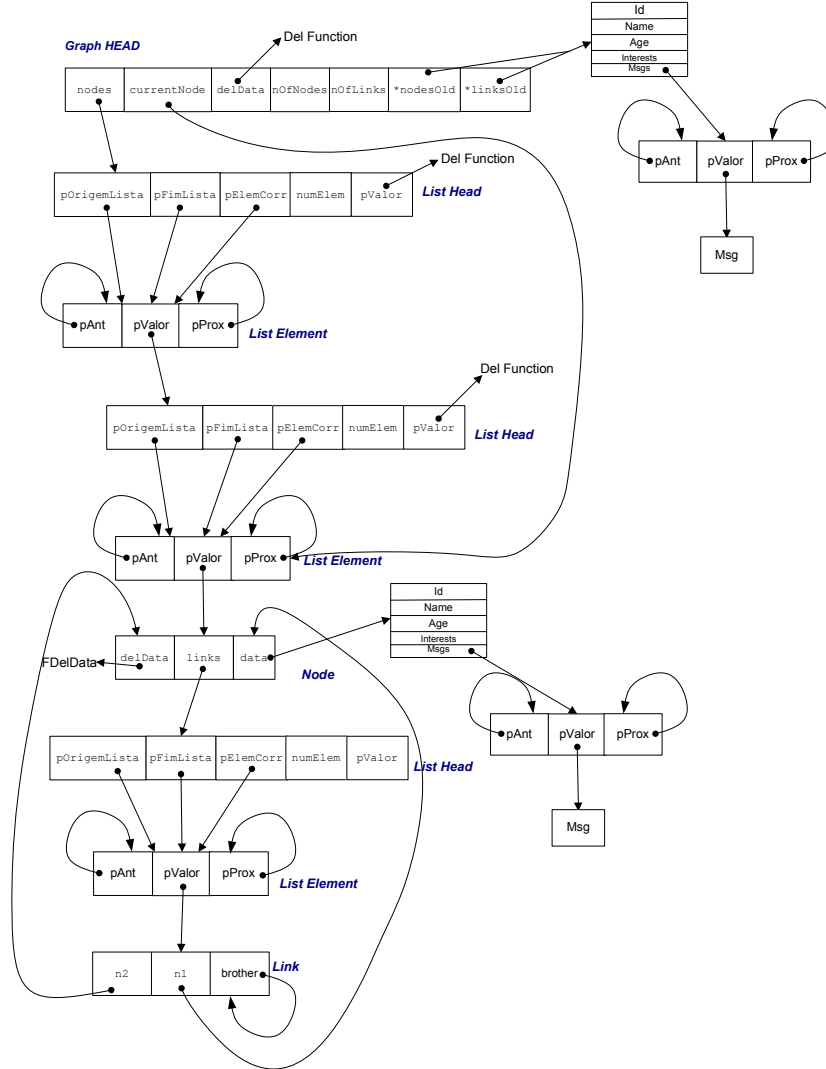 Id
Name
Age
Interests
Msgs
Graph HEAD
Del Function
nodes currentNode delData nOfNodes nOfLinks *nodesOld *linksOld
pAnt pValor pProx
Msg
Del Function
pOrigemLista pFimLista pElemCorr numElem pValor
List Head
pAnt pValor pProx
List Element
Del Function
pOrigemLista pFimLista pElemCorr numElem pValor
List Head
pAnt pValor pProx
List Element
Id
Name
Age
Interests
Msgs
FDelData
delData links data
Node
pAnt pValor pProx
Msg
pOrigemLista pFimLista pElemCorr numElem pValor
List Head
pAnt pValor pProx
List Element
n2 n1 brother
Link